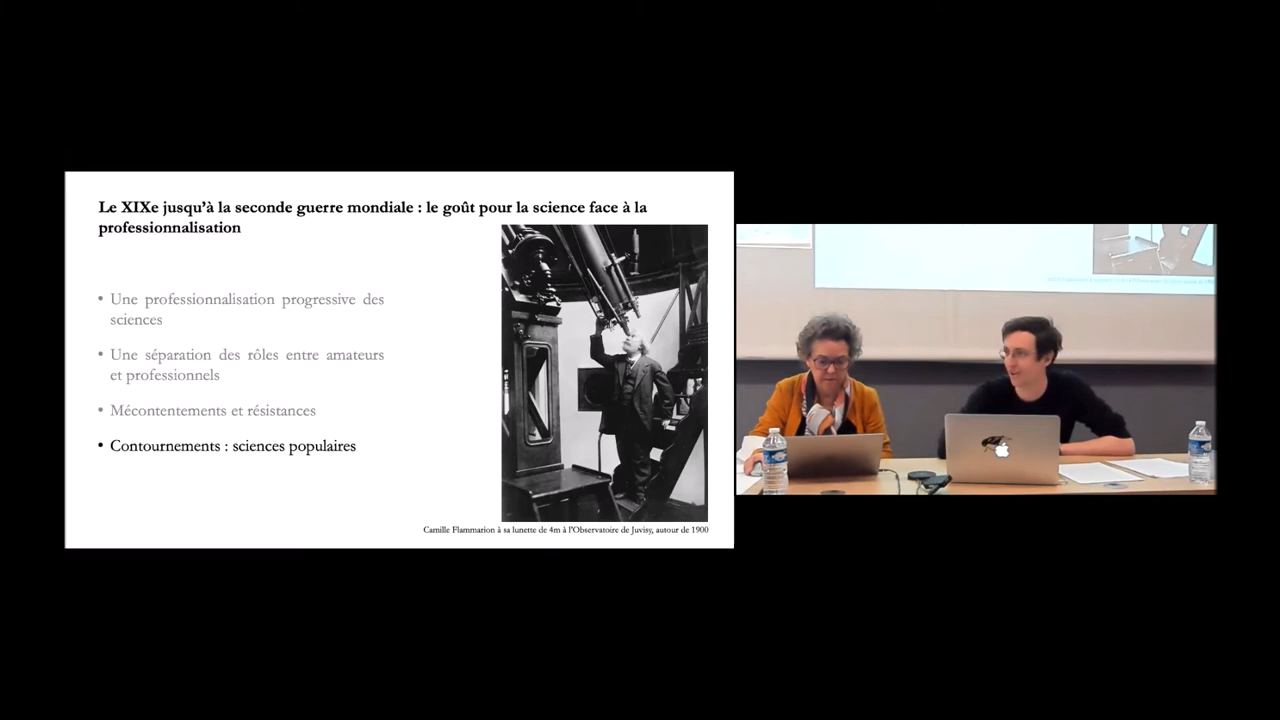 Le XIXe jusqu'à la seconde guerre mondiale : le goût pour la science face à la
professionnalisation
• Une professionnalisation progressive des
sciences
• Une séparation des rôles entre amateurs
et professionnels
• Mécontentements et résistances
• Contournements : sciences populaires
Camille Flammarion à sa lunette de 4m à l'Observatoire de Juvisy, autour de 1900